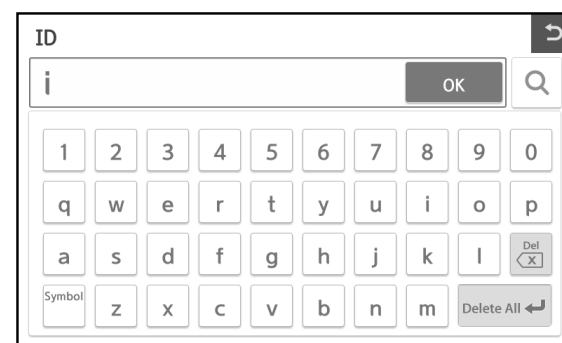 ID
i OK
1 2 3 4 5 6 7 8 9 0
q w e r t y u i o p
a s d f g h j k l Del
Symbol z x c v b n m Delete All